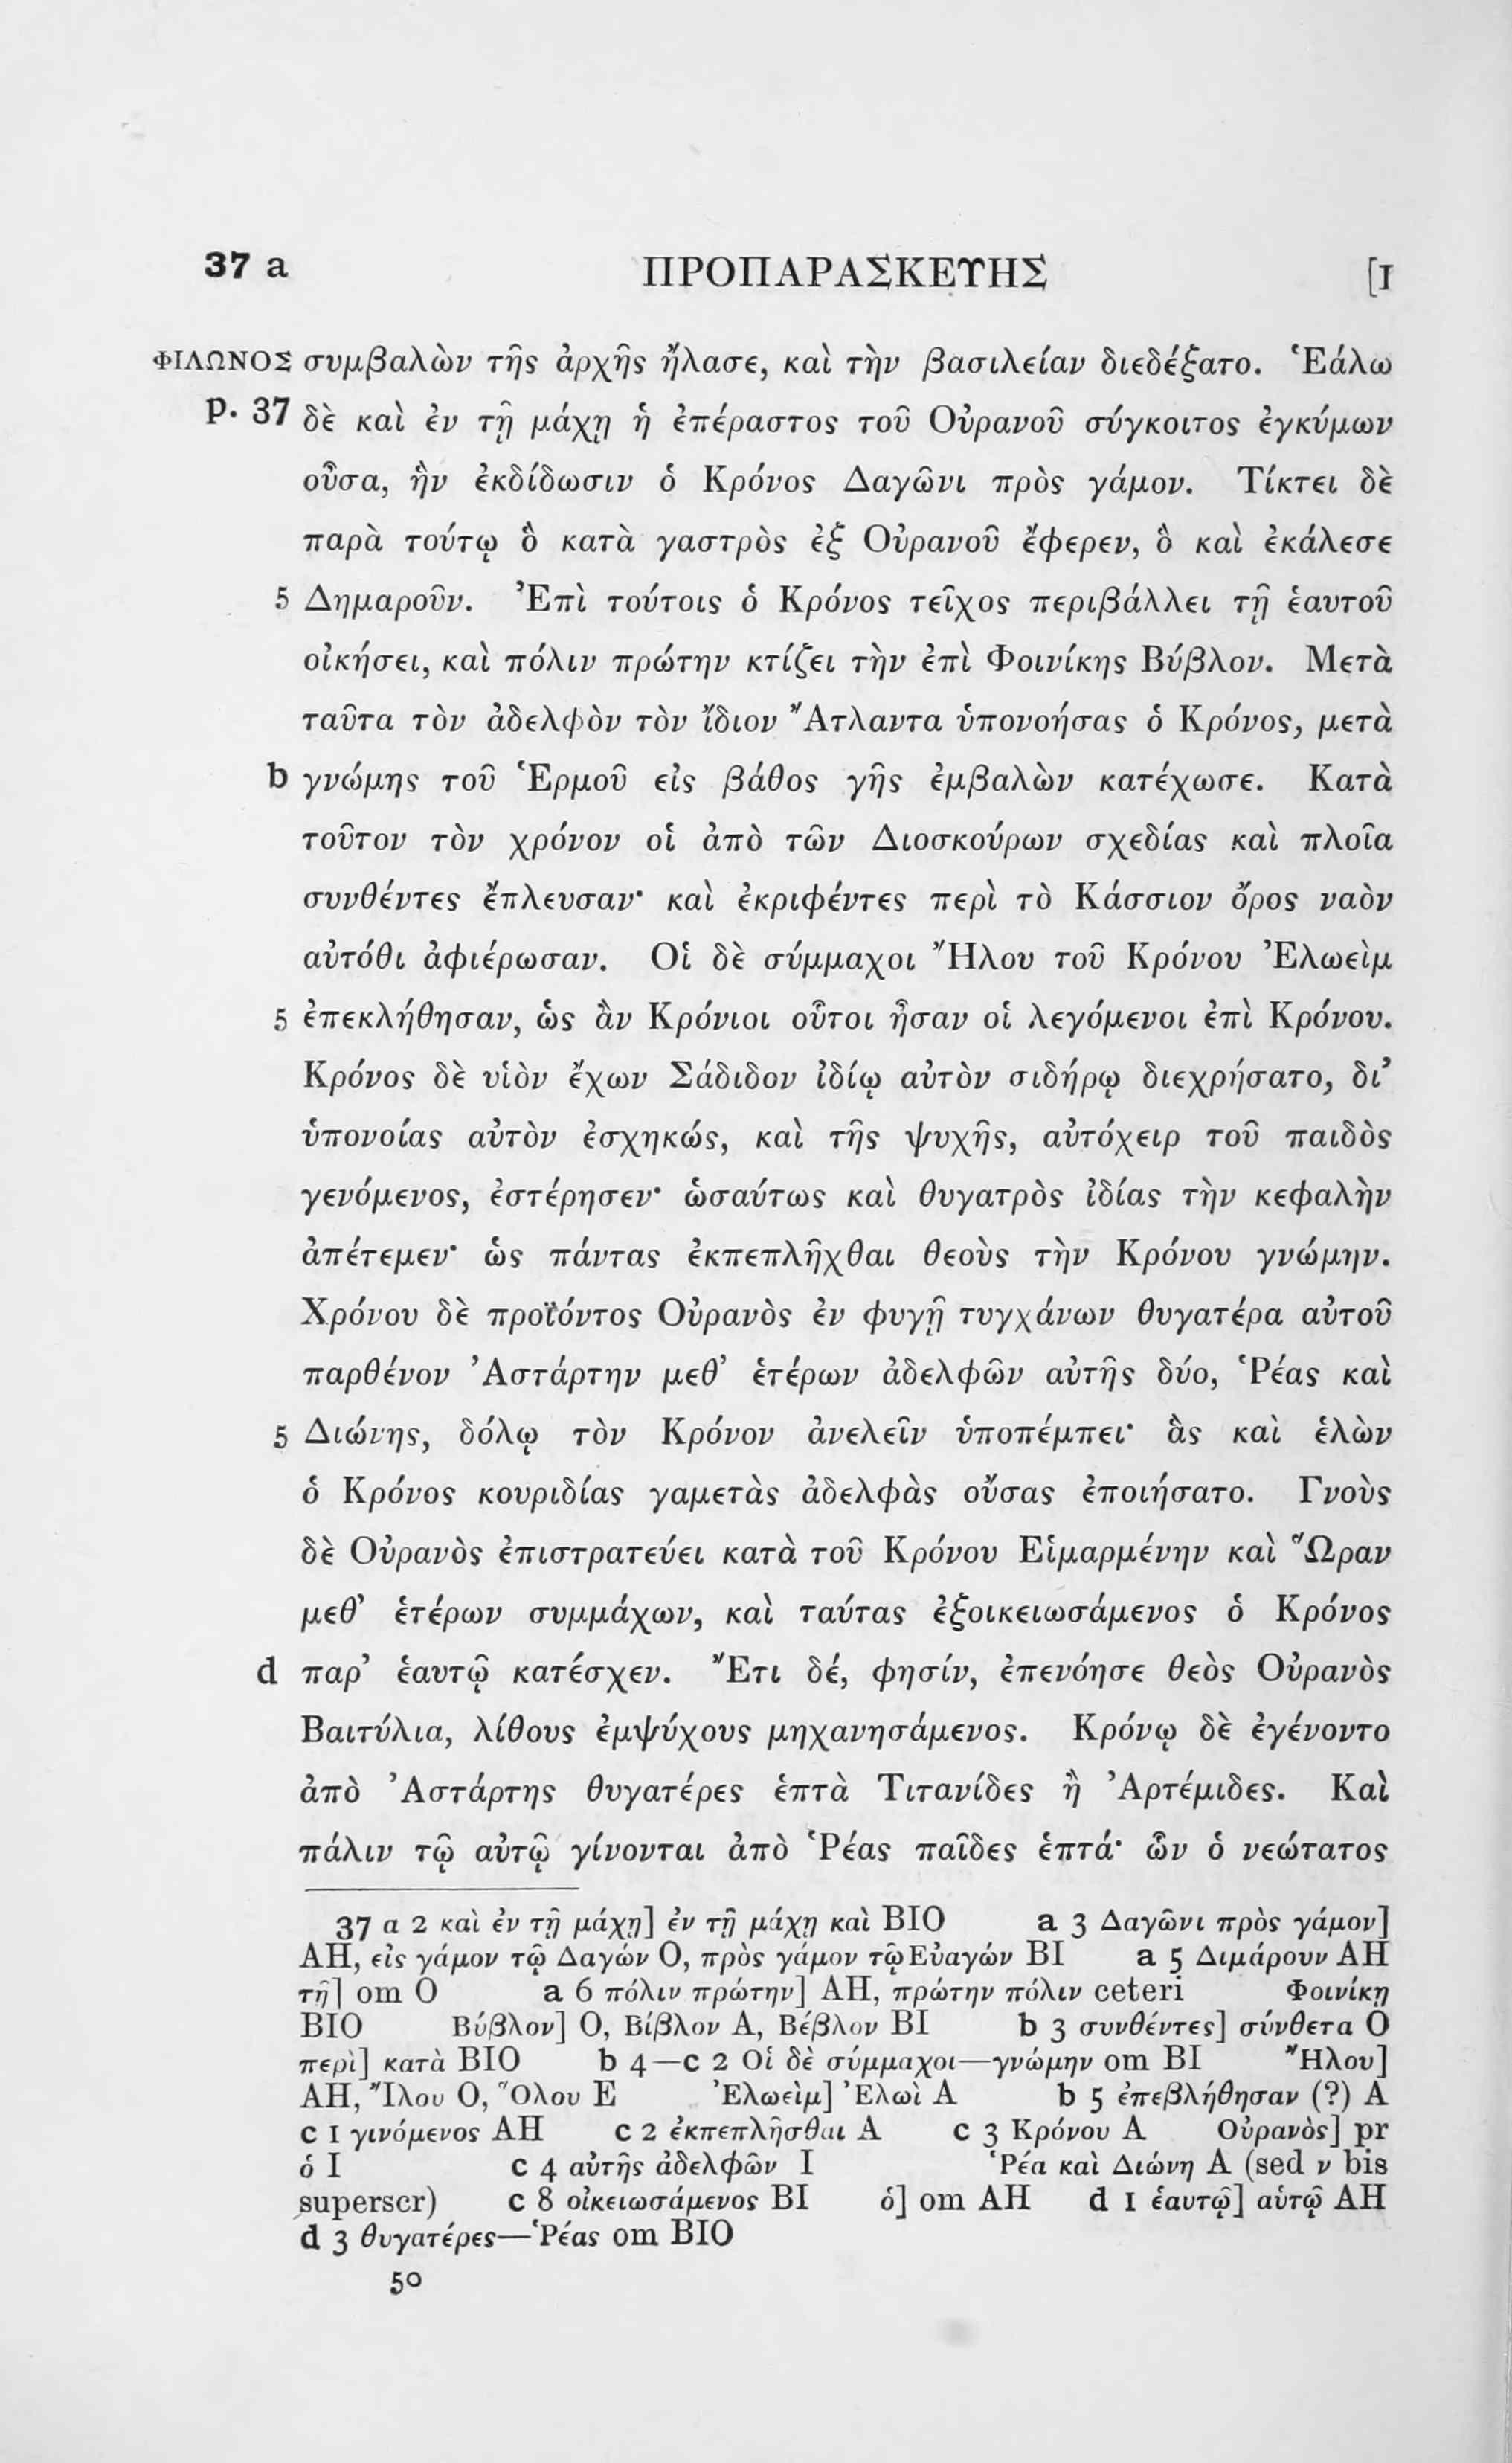 37 a ΠΡΟΠΑΡΑΣΚΕΥΗΣ [I
ΦΙΛΩΝΟΣ συμβαλὼν τῆς ἀρχῆς ἤλασε, καὶ τὴν βασιλείαν διεδέξατο. Ἑάλω
p. 37 δὲ καὶ ἐν τῇ μάχῃ ἡ ἐπέραστος τοῦ Οὐρανοῦ σύγκοιτος ἐγκύμων
οὖσα, ἣν ἐκδίδωσιν ὁ Κρόνος Δαγῶνι πρὸς γάμον. Τίκτει δὲ
παρὰ τούτῳ ὃ κατὰ γαστρὸς ἐξ Οὐρανοῦ ἔφερεν, ὃ καὶ ἐκάλεσε
5 Δημαροῦν. Ἐπὶ τούτοις ὁ Κρόνος τεῖχος περιβάλλει τῇ ἑαυτοῦ
οἰκήσει, καὶ πόλιν πρώτην κτίζει τὴν ἐπὶ Φοινίκης Βύβλον. Μετὰ
ταῦτα τὸν ἀδελφὸν τὸν ἴδιον Ἄτλαντα ὑπονοήσας ὁ Κρόνος, μετὰ
b γνώμης τοῦ Ἑρμοῦ εἰς βάθος γῆς ἐμβαλὼν κατέχωσε. Κατὰ
τοῦτον τὸν χρόνον οἱ ἀπὸ τῶν Διοσκούρων σχεδίας καὶ πλοῖα
συνθέντες ἔπλευσαν· καὶ ἐκριφέντες περὶ τὸ Κάσσιον ὄρος ναὸν
αὐτόθι ἀφιέρωσαν. Οἱ δὲ σύμμαχοι Ἤλου τοῦ Κρόνου Ἐλωεὶμ
5 ἐπεκλήθησαν, ὡς ἂν Κρόνιοι οὗτοι ἦσαν οἱ λεγόμενοι ἐπὶ Κρόνου.
Κρόνος δὲ υἱὸν ἔχων Σάδιδον ἰδίῳ αὐτὸν σιδήρῳ διεχρήσατο, δι’
ὑπονοίας αὐτὸν ἐσχηκώς, καὶ τῆς ψυχῆς, αὐτόχειρ τοῦ παιδὸς
γενόμενος, ἐστέρησεν· ὡσαύτως καὶ θυγατρὸς ἰδίας τὴν κεφαλὴν
ἀπέτεμεν· ὡς πάντας ἐκπεπλῆχθαι θεοὺς τὴν Κρόνου γνώμην.
Χρόνου δὲ προϊόντος Οὐρανὸς ἐν φυγῇ τυγχάνων θυγατέρα αὐτοῦ
παρθένον Ἀστάρτην μεθ’ ἑτέρων ἀδελφῶν αὐτῆς δύο, Ῥέας καὶ
5 Διώνης, δόλῳ τὸν Κρόνον ἀνελεῖν ὑποπέμπει· ἃς καὶ ἑλὼν
ὁ Κρόνος κουριδίας γαμετὰς ἀδελφὰς οὔσας ἐποιήσατο. Γνοὺς
δὲ Οὐρανὸς ἐπιστρατεύει κατὰ τοῦ Κρόνου Εἱμαρμένην καὶ Ὥραν
μεθ’ ἑτέρων συμμάχων, καὶ ταύτας ἐξοικειωσάμενος ὁ Κρόνος
d παρ’ ἑαυτῷ κατέσχεν. Ἔτι δέ, φησίν, ἐπενόησε θεὸς Οὐρανὸς
Βαιτύλια, λίθους ἐμψύχους μηχανησάμενος. Κρόνῳ δὲ ἐγένοντο
ἀπὸ Ἀστάρτης θυγατέρες ἑπτὰ Τιτανίδες ἢ Ἀρτέμιδες. Καὶ
πάλιν τῷ αὐτῷ γίνονται ἀπὸ Ῥέας παῖδες ἑπτά· ὧν ὁ νεώτατος
37 a 2 καὶ ἐν τῇ μάχῃ] ἐν τῇ μάχῃ καὶ BIO a 3 Δαγῶνι πρὸς γάμον]
AH, εἰς γάμον τῷ Δαγών O, πρὸς γάμον τῷ Εὐαγών BI a 5 Διμάρουν AH
τῇ] om O a 6 πόλιν πρώτην] AH, πρώτην πόλιν ceteri Φοινίκῃ
BIO Βύβλον] O, Βίβλον A, Βέβλον BI b 3 συνθέντες] σύνθετα O
περὶ] κατὰ BIO b 4—c 2 Οἱ δὲ σύμμαχοι—γνώμην om BI Ἤλου]
AH, Ἴλου O, Ὅλου E Ἐλωεὶμ] Ἐλωὶ A b 5 ἐπεβλήθησαν (?) A
c 1 γινόμενος AH c 2 ἐκπεπλῆσθαι A c 3 Κρόνου A Οὐρανὸς] pr
ὁ I c 4 αὐτῆς ἀδελφῶν I Ῥέα καὶ Διώνη A (sed ν bis
superscr) c 8 οἰκειωσάμενος BI ὁ] om AH d 1 ἑαυτῷ] αὑτῷ AH
d 3 θυγατέρες—Ῥέας om BIO
50